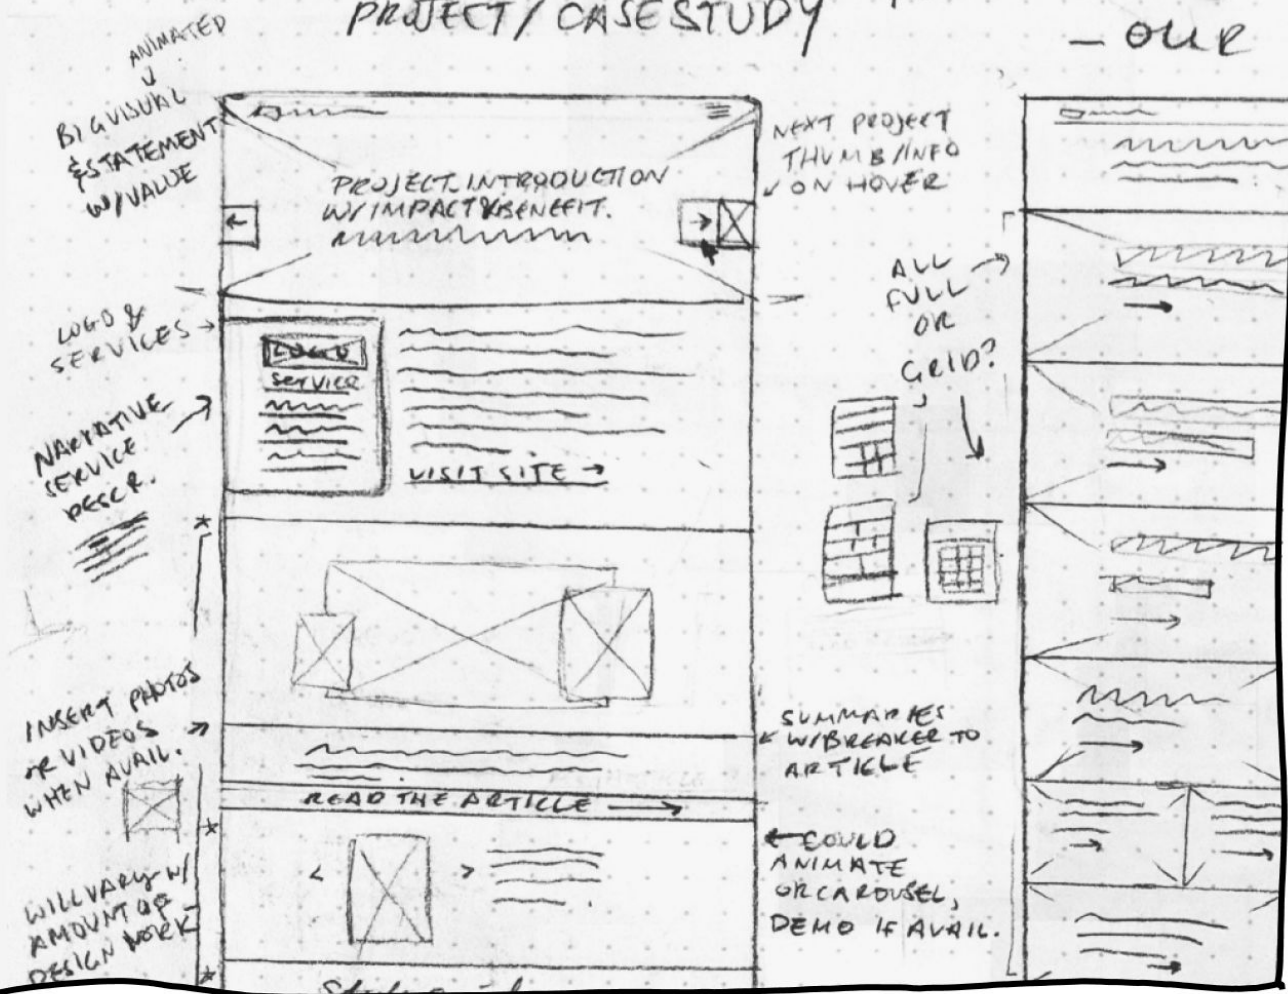 PROJECT/CASE STUDY
_ OUR
ANIMATED
BIG VISUAL
& STATEMENT
W/VALUE
PROJECT INTRODUCTION
W/IMPACT & BENEFIT.
NEXT PROJECT
THUMB/INFO
ON HOVER
ALL
FULL
OR
GRID?
LOGO &
SERVICES
LOGO
SERVICE
NARRATIVE
SERVICE
DESCR.
VISIT SITE →
INSERT PHOTOS
OR VIDEOS
WHEN AVAIL.
SUMMARIES
W/BREAKER TO
ARTICLE
READ THE ARTICLE →
WILL VARY W/
AMOUNT OF
DESIGN WORK
← COULD
ANIMATE
OR CAROUSEL,
DEMO IF AVAIL.